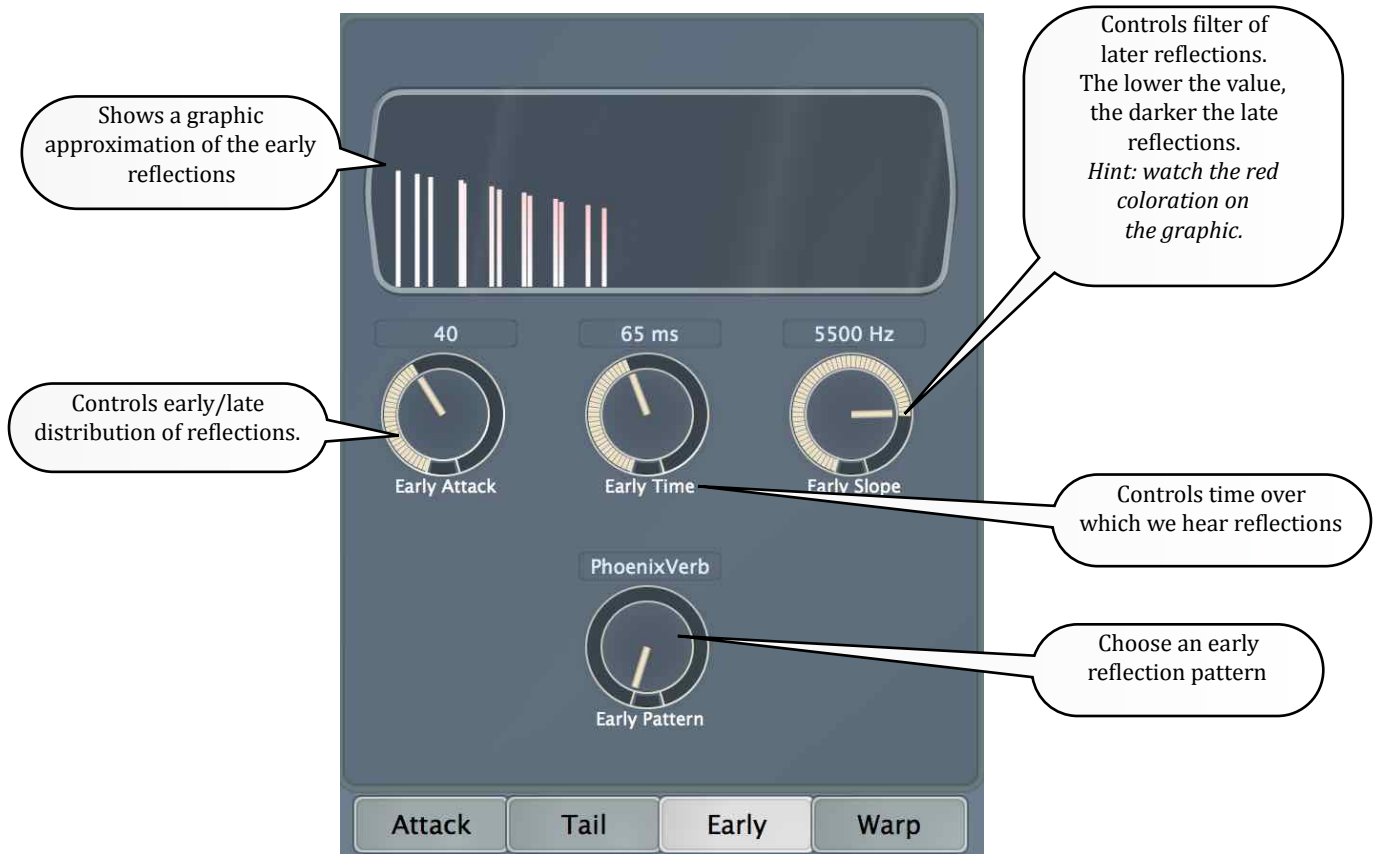 Controls filter of
later reflections.
The lower the value,
the darker the late
reflections.
Hint: watch the red
coloration on
the graphic.
Shows a graphic
approximation of the early
reflections
40
65 ms
5500 Hz
Controls early/late
distribution of reflections.
Early Attack
Early Time
Early Slope
Controls time over
which we hear reflections
PhoenixVerb
Choose an early
reflection pattern
Early Pattern
Attack
Tail
Early
Warp